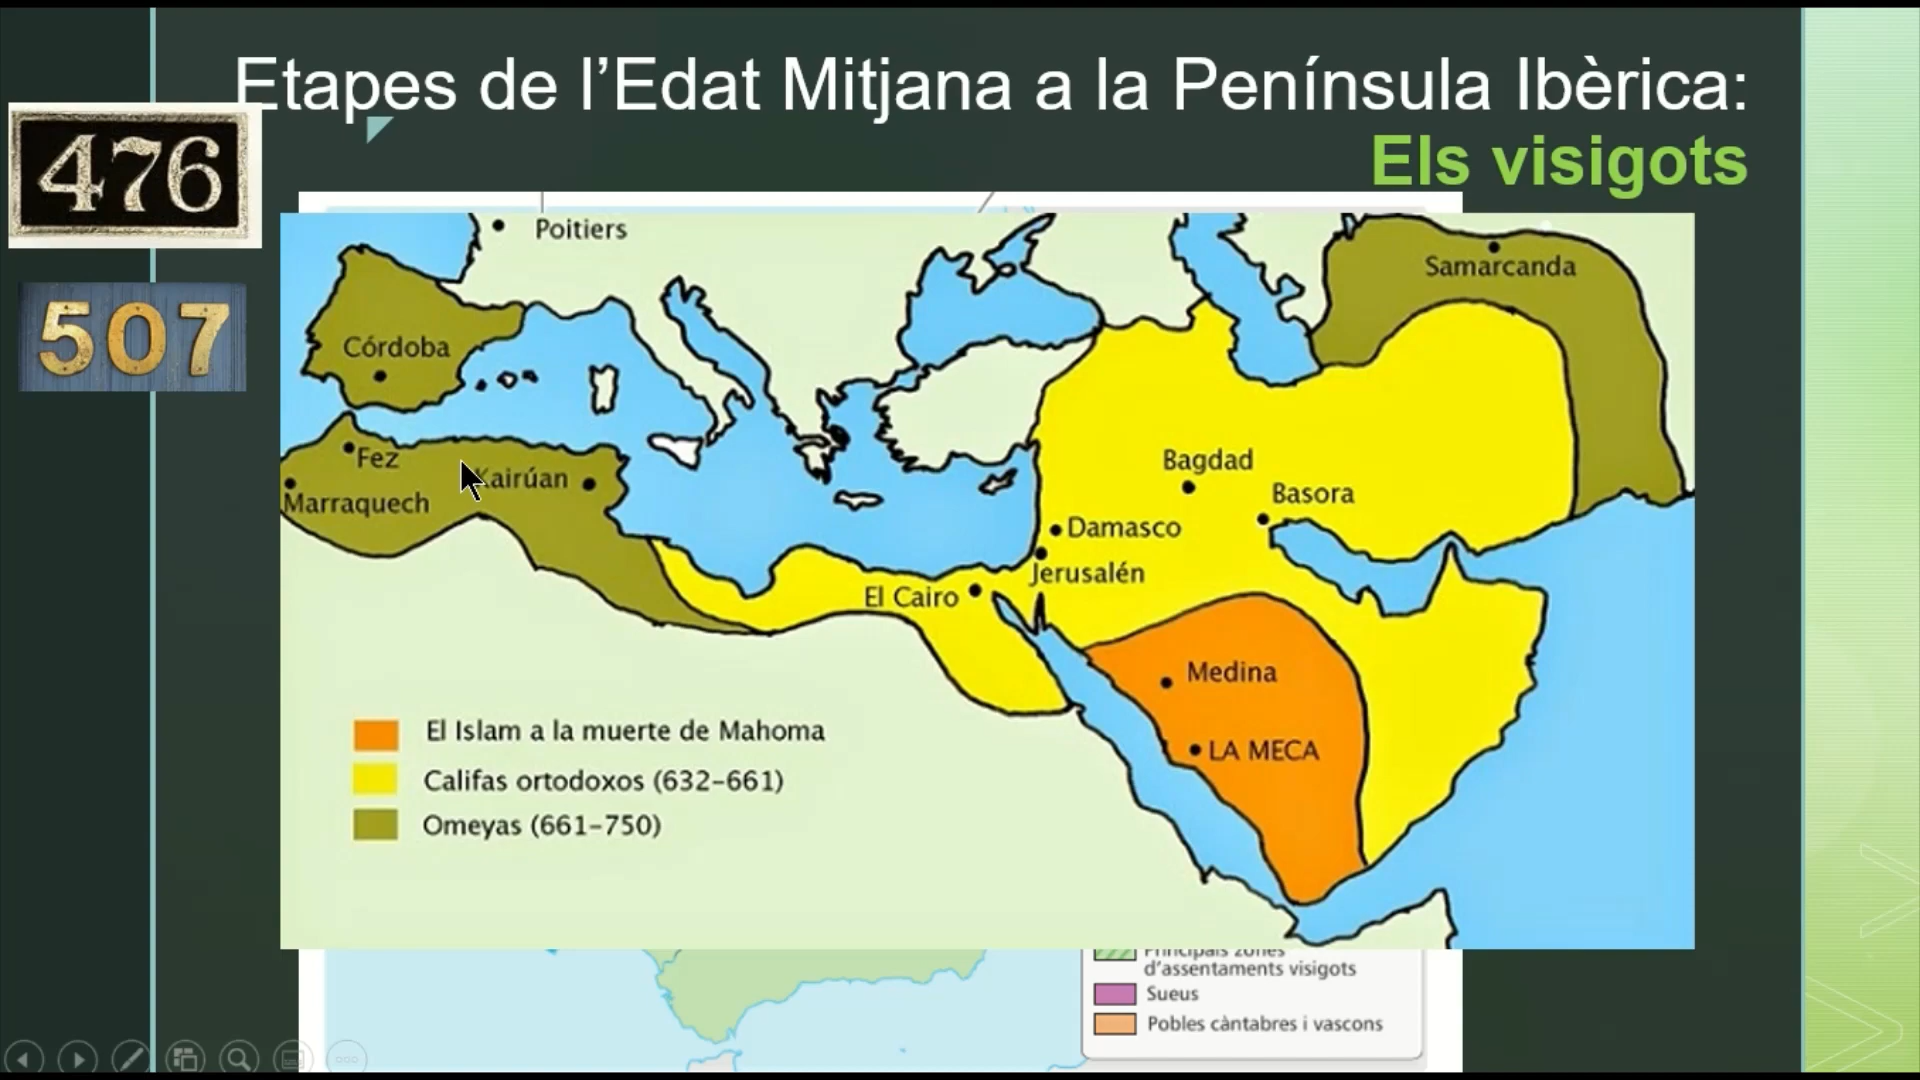 Etapes de l’Edat Mitjana a la Península Ibèrica:
Els visigots
476
507
Poitiers
Samarcanda
Córdoba
Fez
Kairúan
Marraquech
Bagdad
Basora
Damasco
Jerusalén
El Cairo
Medina
LA MECA
El Islam a la muerte de Mahoma
Califas ortodoxos (632–661)
Omeyas (661–750)
Principals zones
d’assentaments visigots
Sueus
Pobles càntabres i vascons